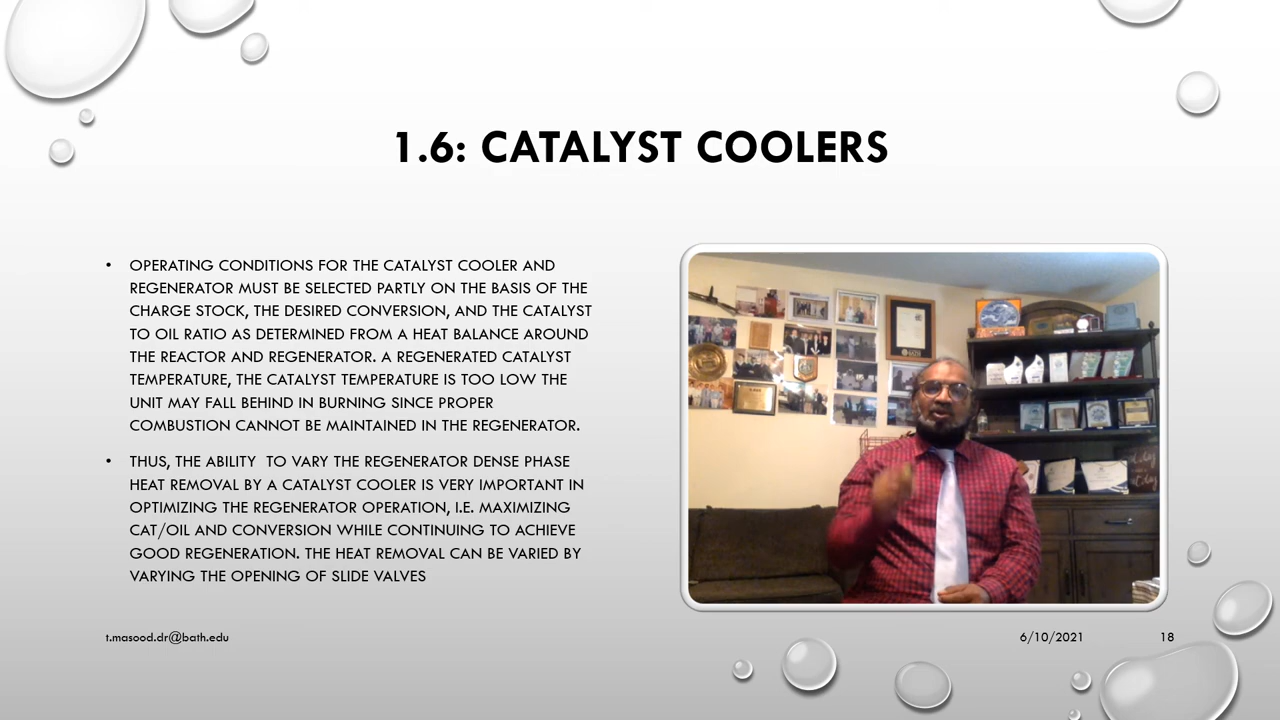 1.6: CATALYST COOLERS
• OPERATING CONDITIONS FOR THE CATALYST COOLER AND
REGENERATOR MUST BE SELECTED PARTLY ON THE BASIS OF THE
CHARGE STOCK, THE DESIRED CONVERSION, AND THE CATALYST
TO OIL RATIO AS DETERMINED FROM A HEAT BALANCE AROUND
THE REACTOR AND REGENERATOR. A REGENERATED CATALYST
TEMPERATURE, THE CATALYST TEMPERATURE IS TOO LOW THE
UNIT MAY FALL BEHIND IN BURNING SINCE PROPER
COMBUSTION CANNOT BE MAINTAINED IN THE REGENERATOR.
• THUS, THE ABILITY  TO VARY THE REGENERATOR DENSE PHASE
HEAT REMOVAL BY A CATALYST COOLER IS VERY IMPORTANT IN
OPTIMIZING THE REGENERATOR OPERATION, I.E. MAXIMIZING
CAT/OIL AND CONVERSION WHILE CONTINUING TO ACHIEVE
GOOD REGENERATION. THE HEAT REMOVAL CAN BE VARIED BY
VARYING THE OPENING OF SLIDE VALVES
t.masood.dr@bath.edu
6/10/2021
18